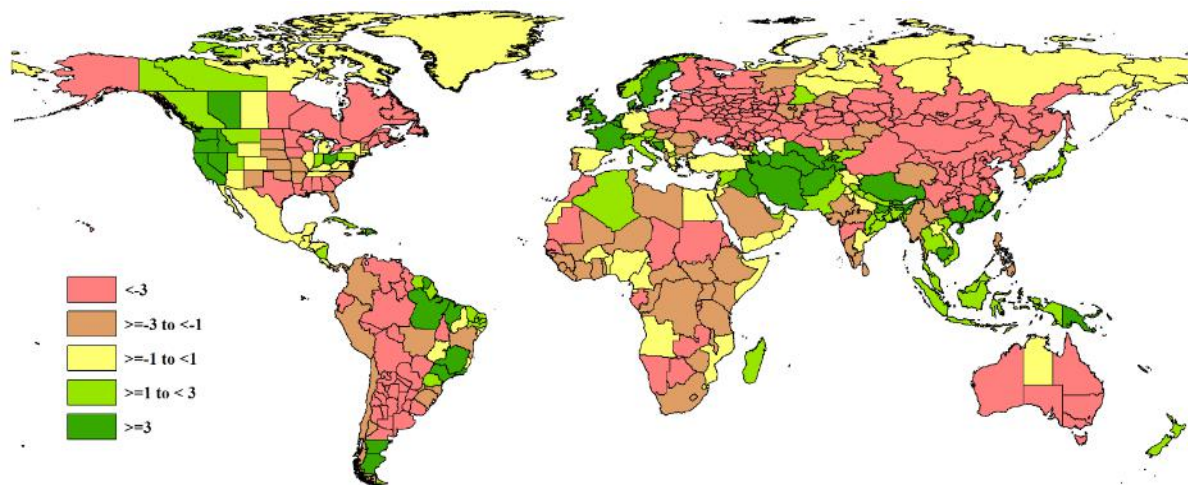 <-3
>=-3 to <-1
>=-1 to <1
>=1 to < 3
>=3